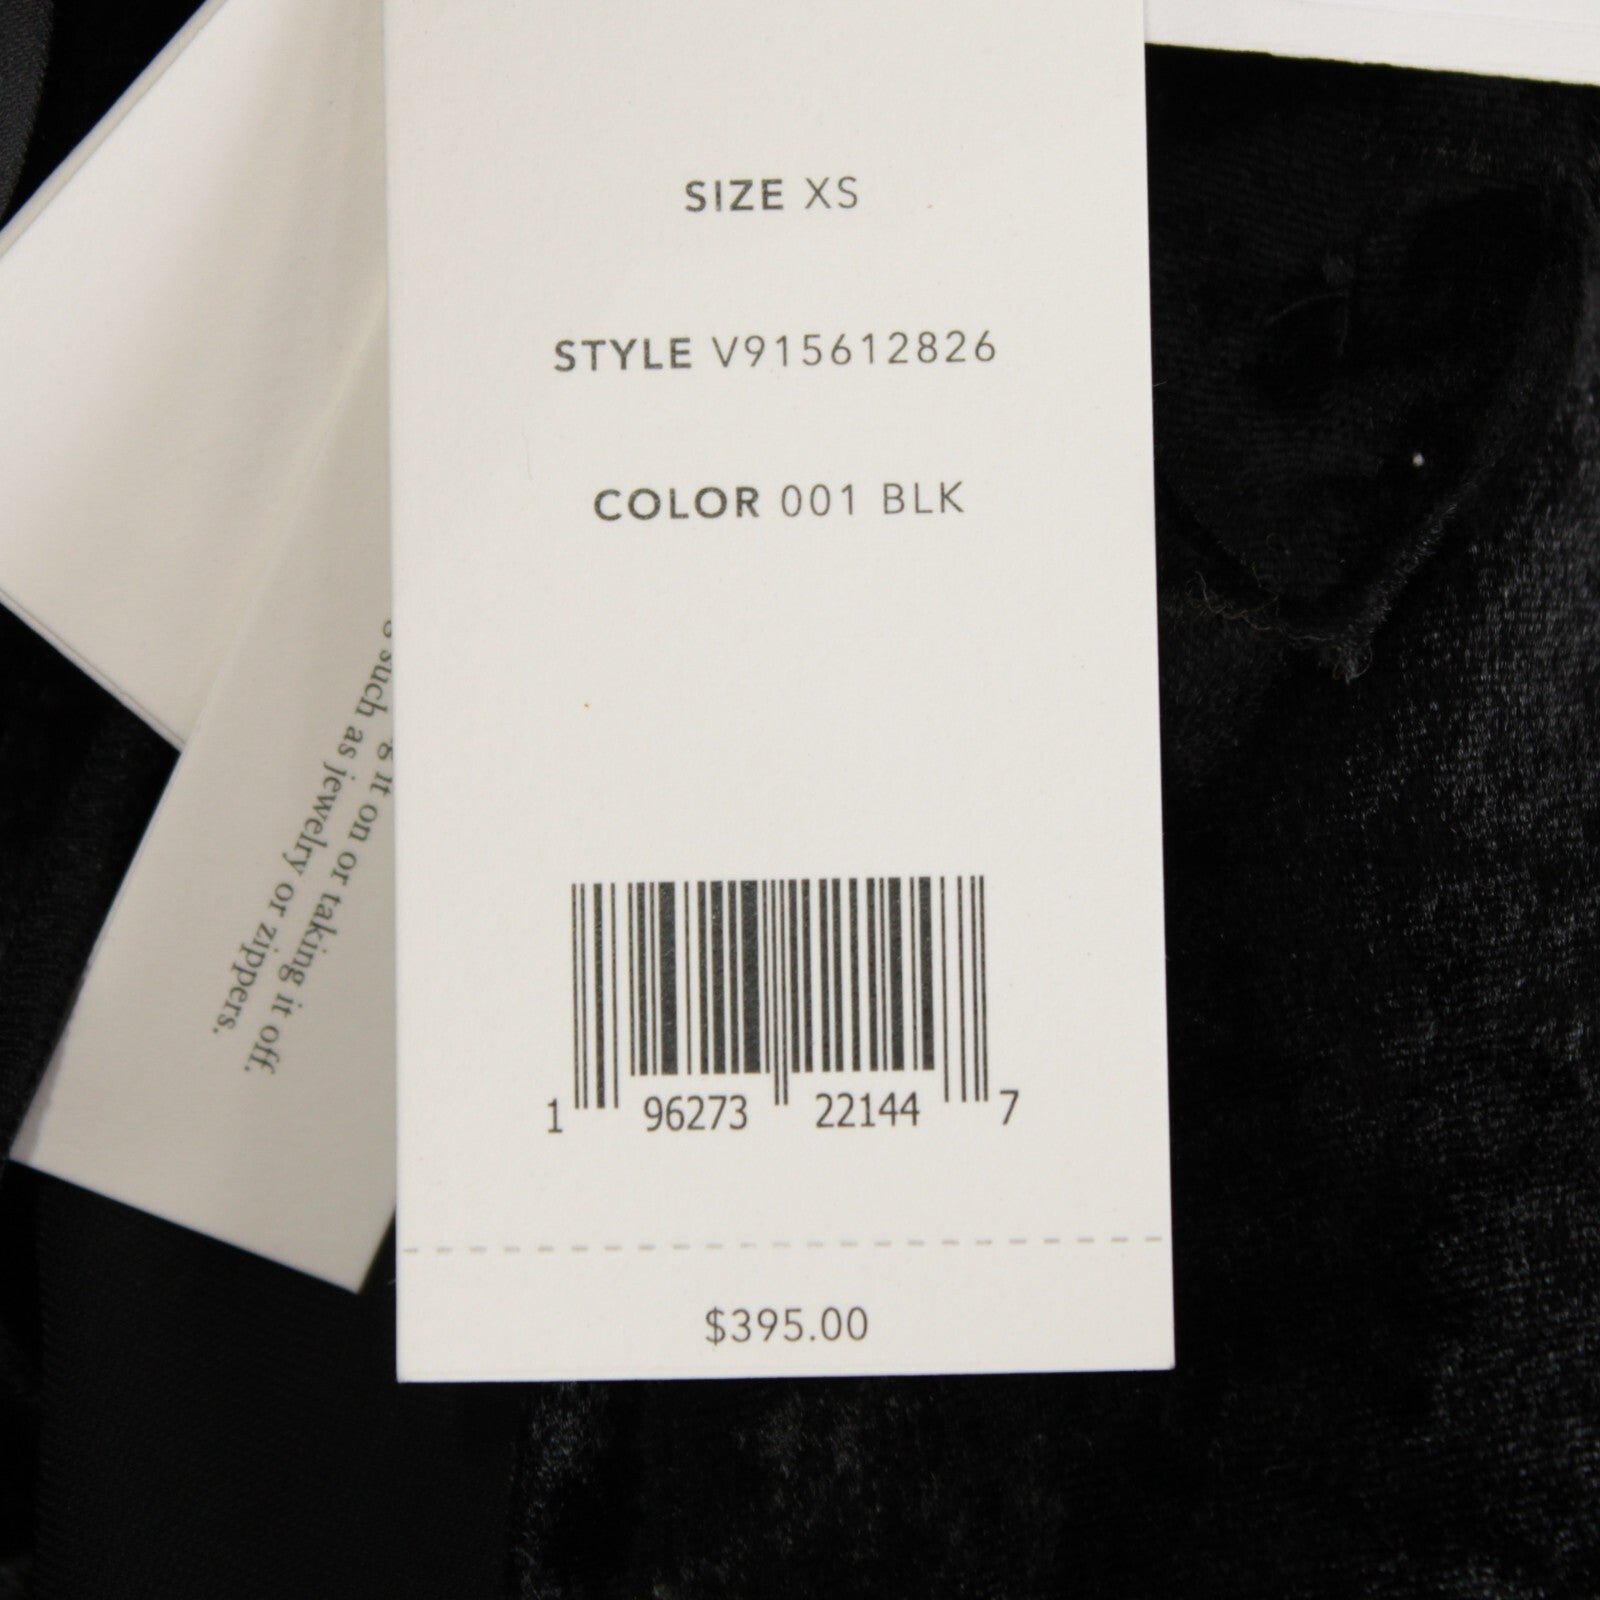 SIZE XS
STYLE V915612826
COLOR 001 BLK
1 96273 22144 7
$395.00
it on or taking it off.
such as jewelry or zippers.